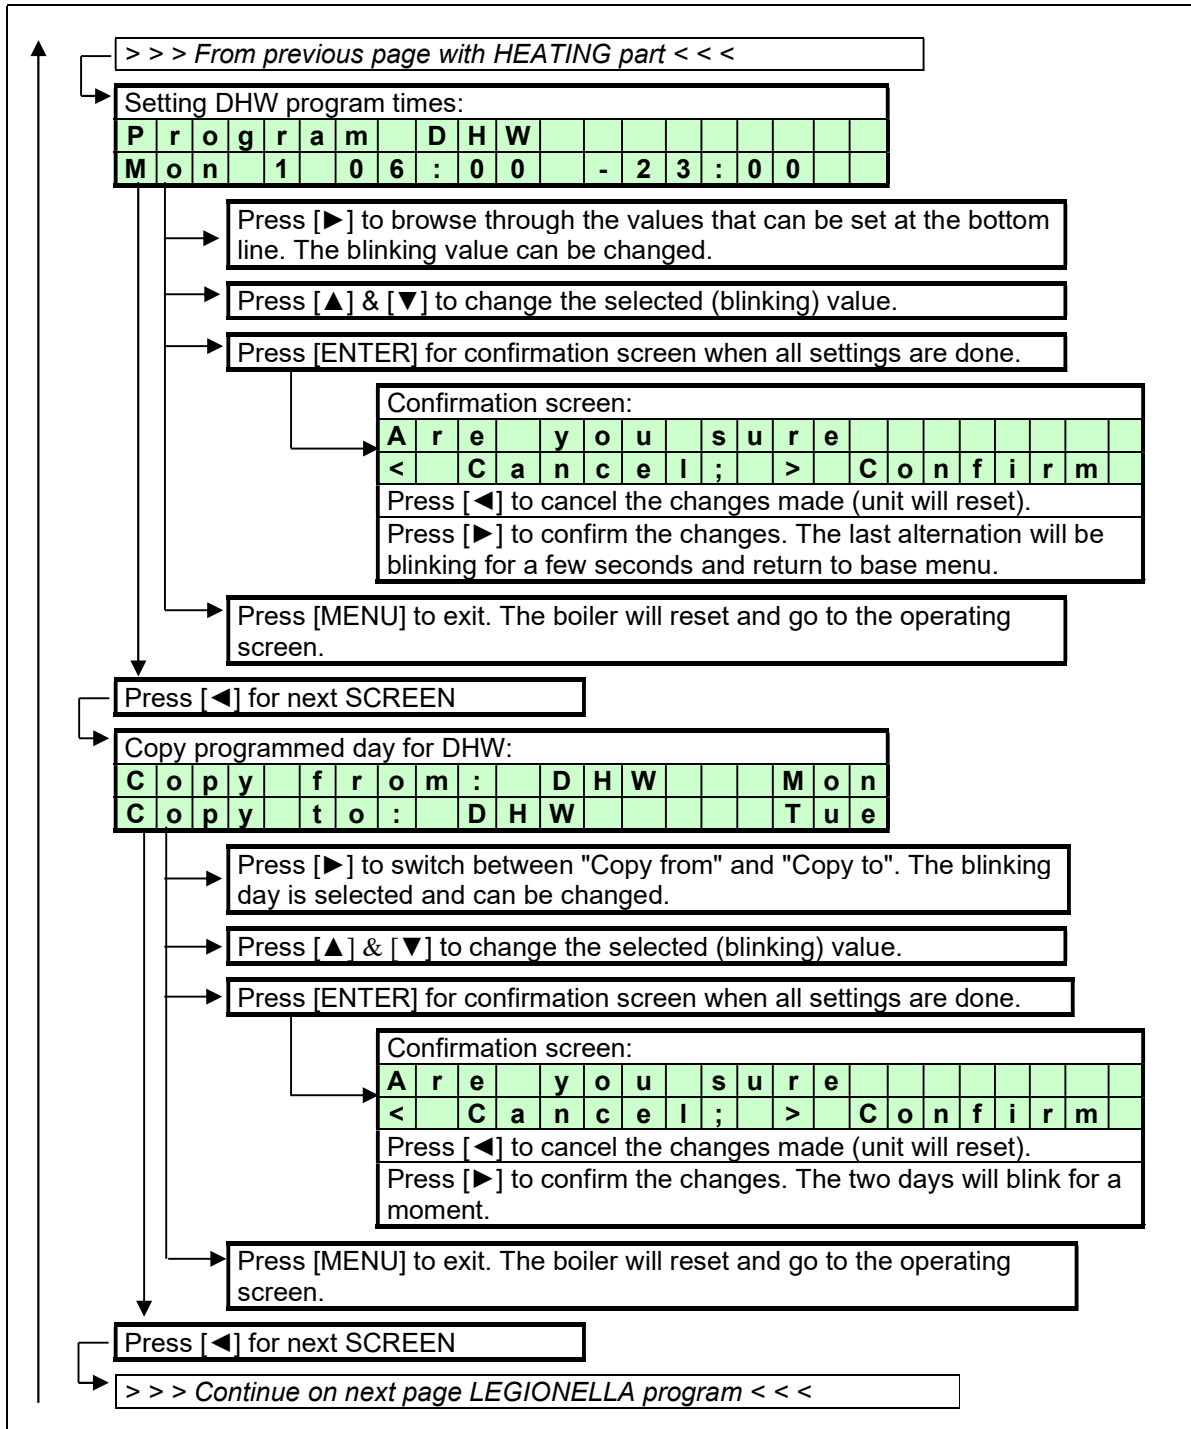 > > > From previous page with HEATING part < < <
Setting DHW program times:
Program DHW
Mon 1 06:00 -23:00
Press [►] to browse through the values that can be set at the bottom
line. The blinking value can be changed.
Press [▲] & [▼] to change the selected (blinking) value.
Press [ENTER] for confirmation screen when all settings are done.
Confirmation screen:
Are you sure
< Cancel; > Confirm
Press [◄] to cancel the changes made (unit will reset).
Press [►] to confirm the changes. The last alternation will be
blinking for a few seconds and return to base menu.
Press [MENU] to exit. The boiler will reset and go to the operating
screen.
Press [◄] for next SCREEN
Copy programmed day for DHW:
Copy from: DHW Mon
Copy to: DHW Tue
Press [►] to switch between "Copy from" and "Copy to". The blinking
day is selected and can be changed.
Press [▲] & [▼] to change the selected (blinking) value.
Press [ENTER] for confirmation screen when all settings are done.
Confirmation screen:
Are you sure
< Cancel; > Confirm
Press [◄] to cancel the changes made (unit will reset).
Press [►] to confirm the changes. The two days will blink for a
moment.
Press [MENU] to exit. The boiler will reset and go to the operating
screen.
Press [◄] for next SCREEN
> > > Continue on next page LEGIONELLA program < < <